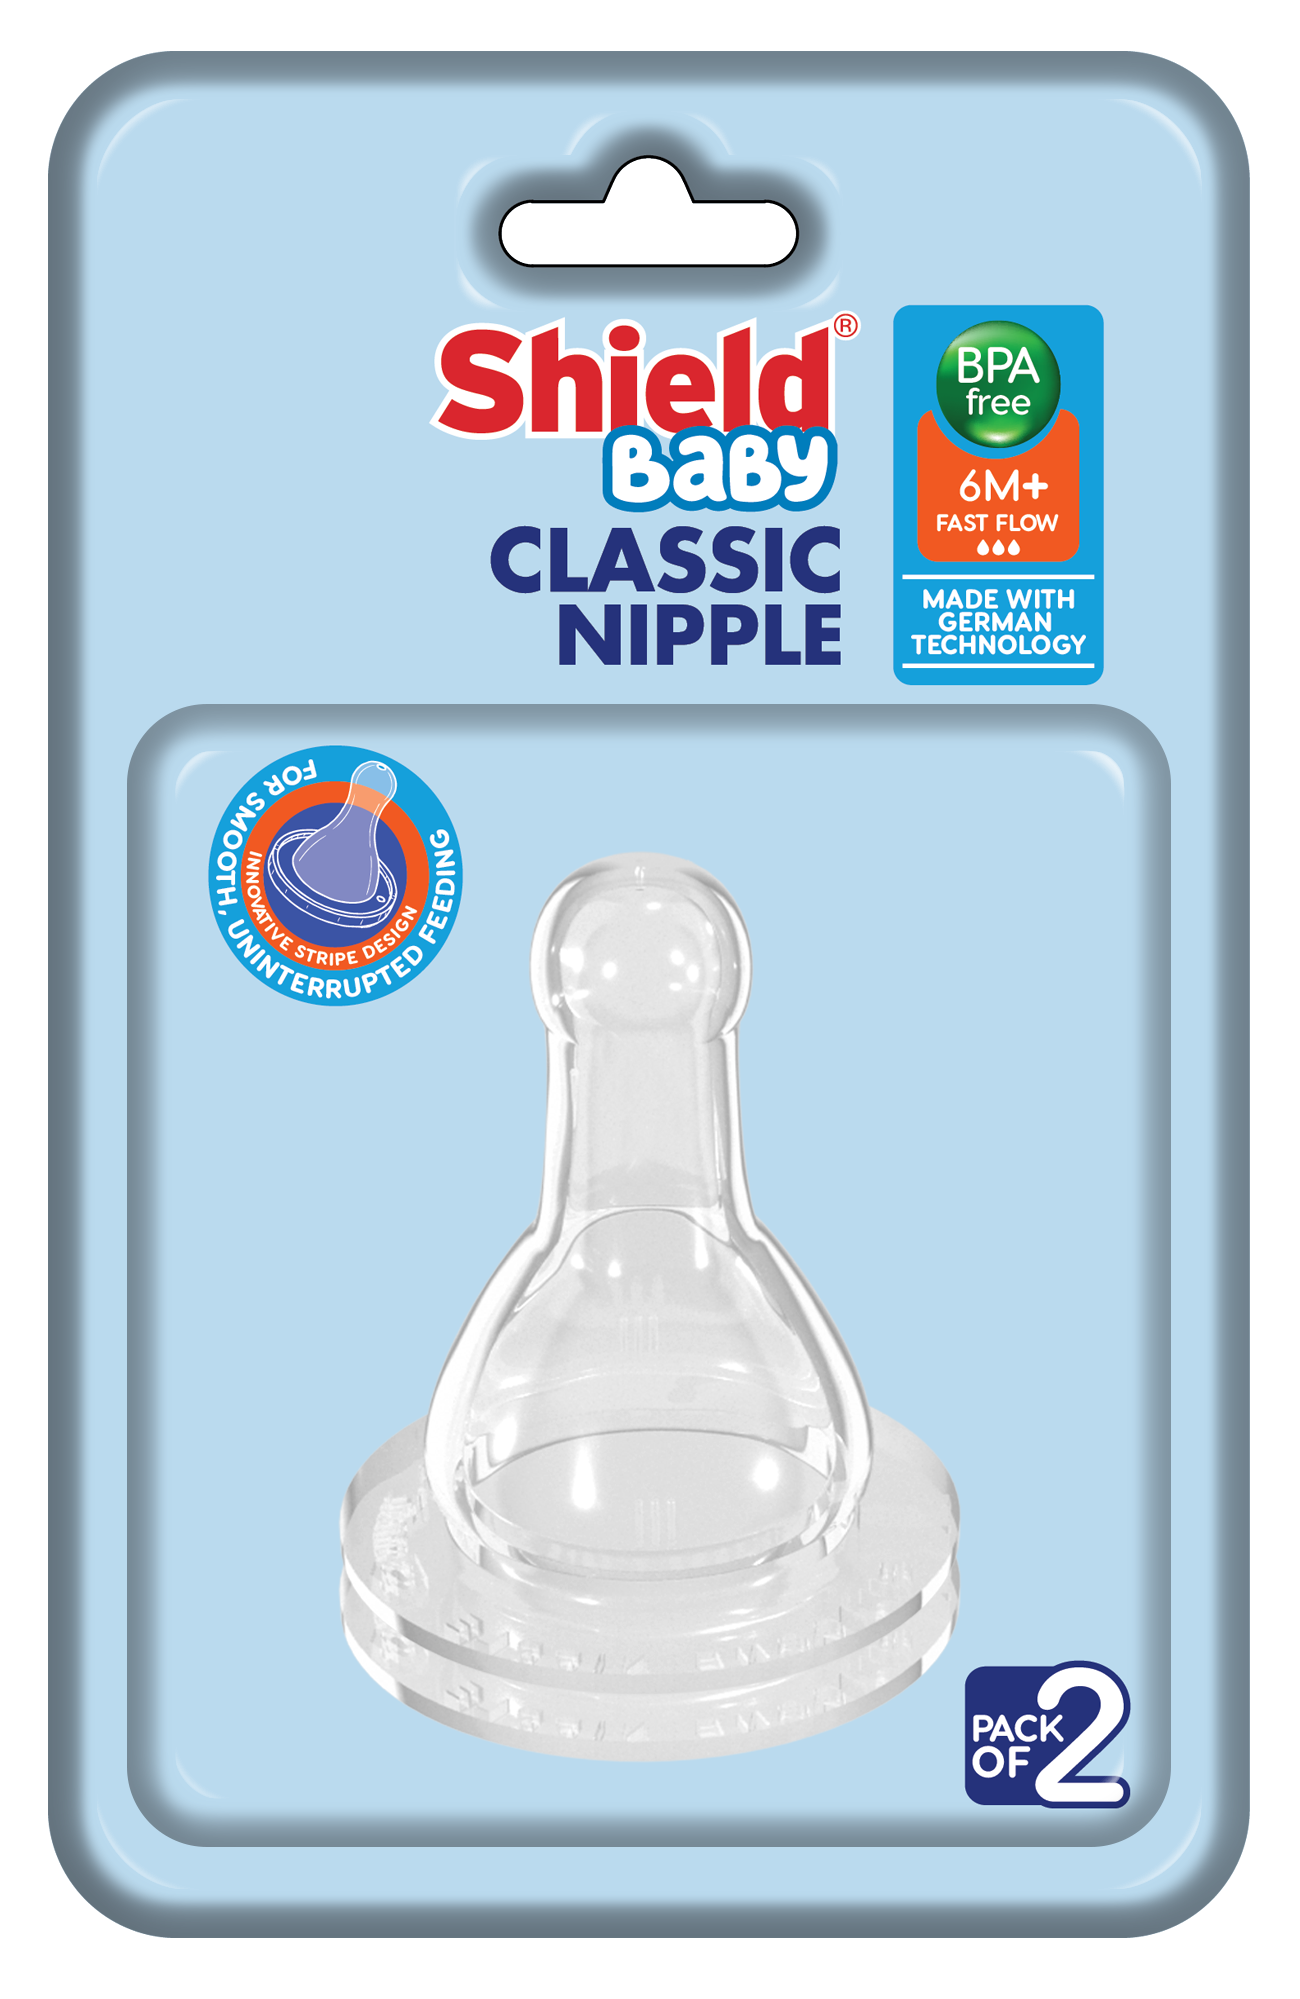 Shield®
BaBy
CLASSIC
NIPPLE
BPA
free
6M+
FAST FLOW
MADE WITH
GERMAN
TECHNOLOGY
FOR SMOOTH, UNINTERRUPTED FEEDING
INNOVATIVE STRIPE DESIGN
PACK
OF 2